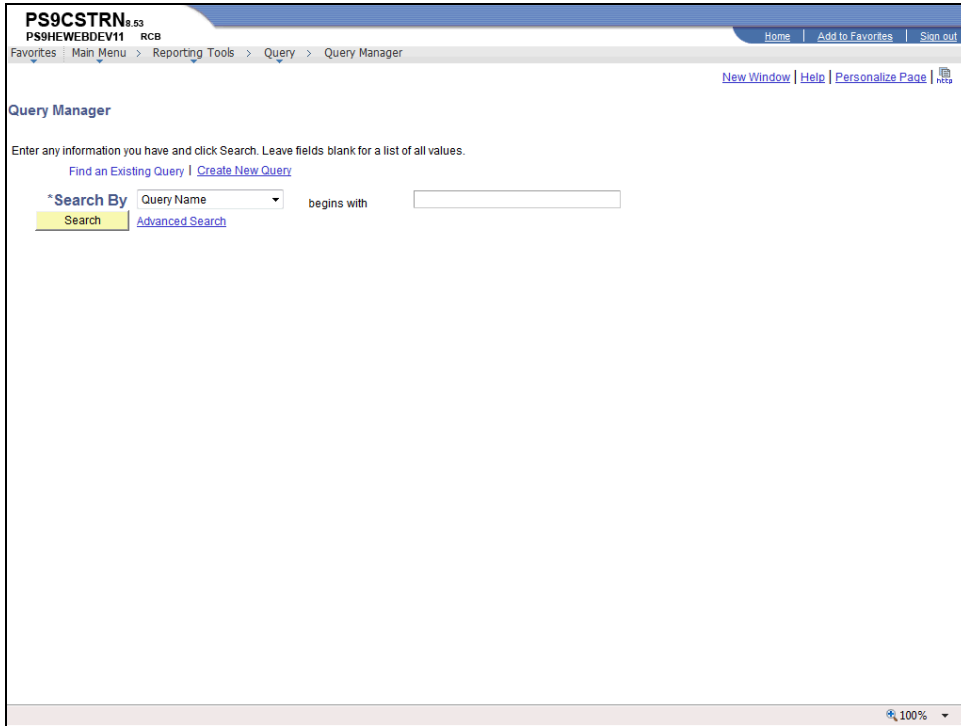 PS9CSTRN8.53
PS9HEWEBDEV11 RCB
Home | Add to Favorites | Sign out
Favorites Main Menu > Reporting Tools > Query > Query Manager
New Window | Help | Personalize Page | http
Query Manager
Enter any information you have and click Search. Leave fields blank for a list of all values.
Find an Existing Query | Create New Query
*Search By Query Name begins with
Search Advanced Search
100%